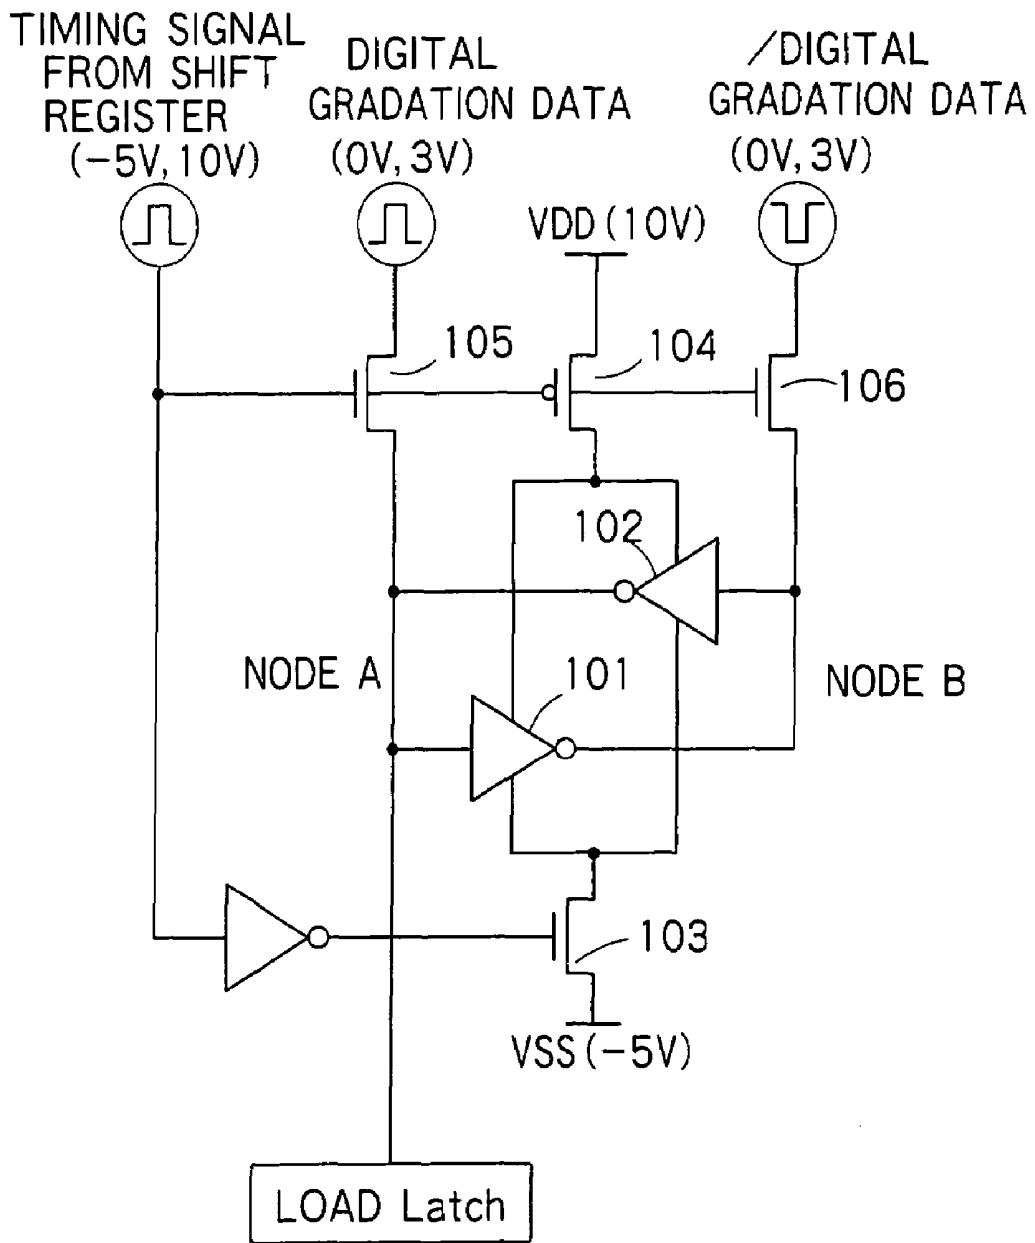 TIMING SIGNAL
FROM SHIFT
REGISTER
(−5V, 10V)
DIGITAL
GRADATION DATA
(0V, 3V)
/DIGITAL
GRADATION DATA
(0V, 3V)
VDD (10V)
105
104
106
102
NODE A
101
NODE B
103
VSS (−5V)
LOAD Latch